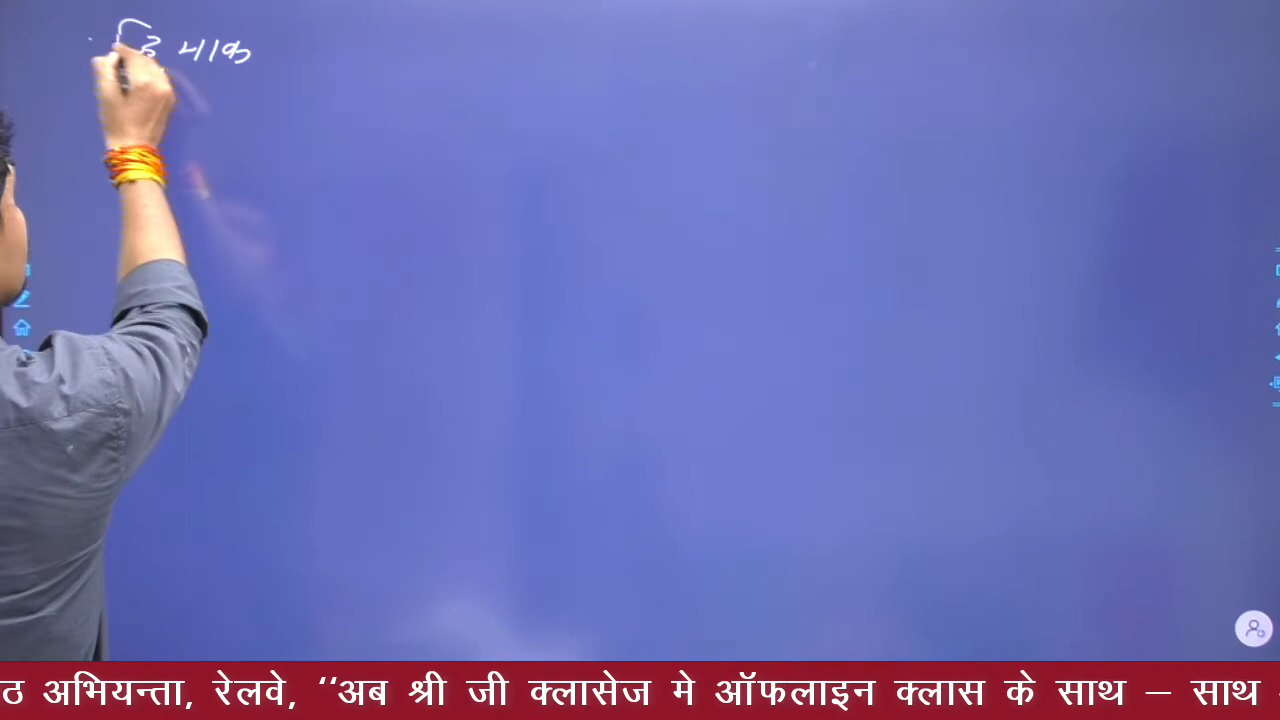 ठ अभियन्ता, रेलवे, ‘‘अब श्री जी क्लासेज मे ऑफलाइन क्लास के साथ – साथ